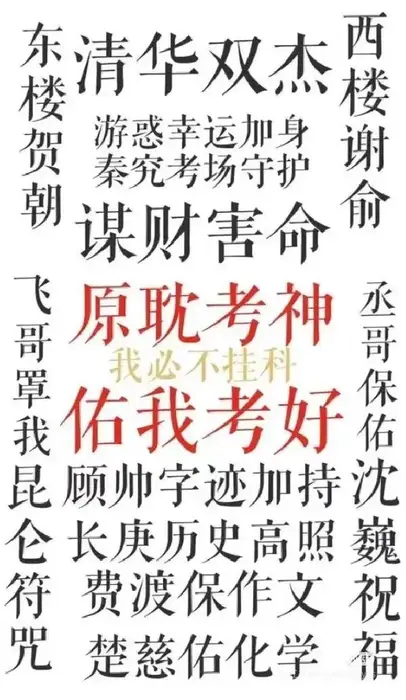 东楼贺朝
清华双杰
西楼谢俞
游惑幸运加身
秦究考场守护
谋财害命
飞哥罩我
原耽考神
我必不挂科
佑我考好
丞哥保佑
昆仑符咒
顾帅字迹加持
长庚历史高照
费渡保作文
楚慈佑化学
沈巍祝福